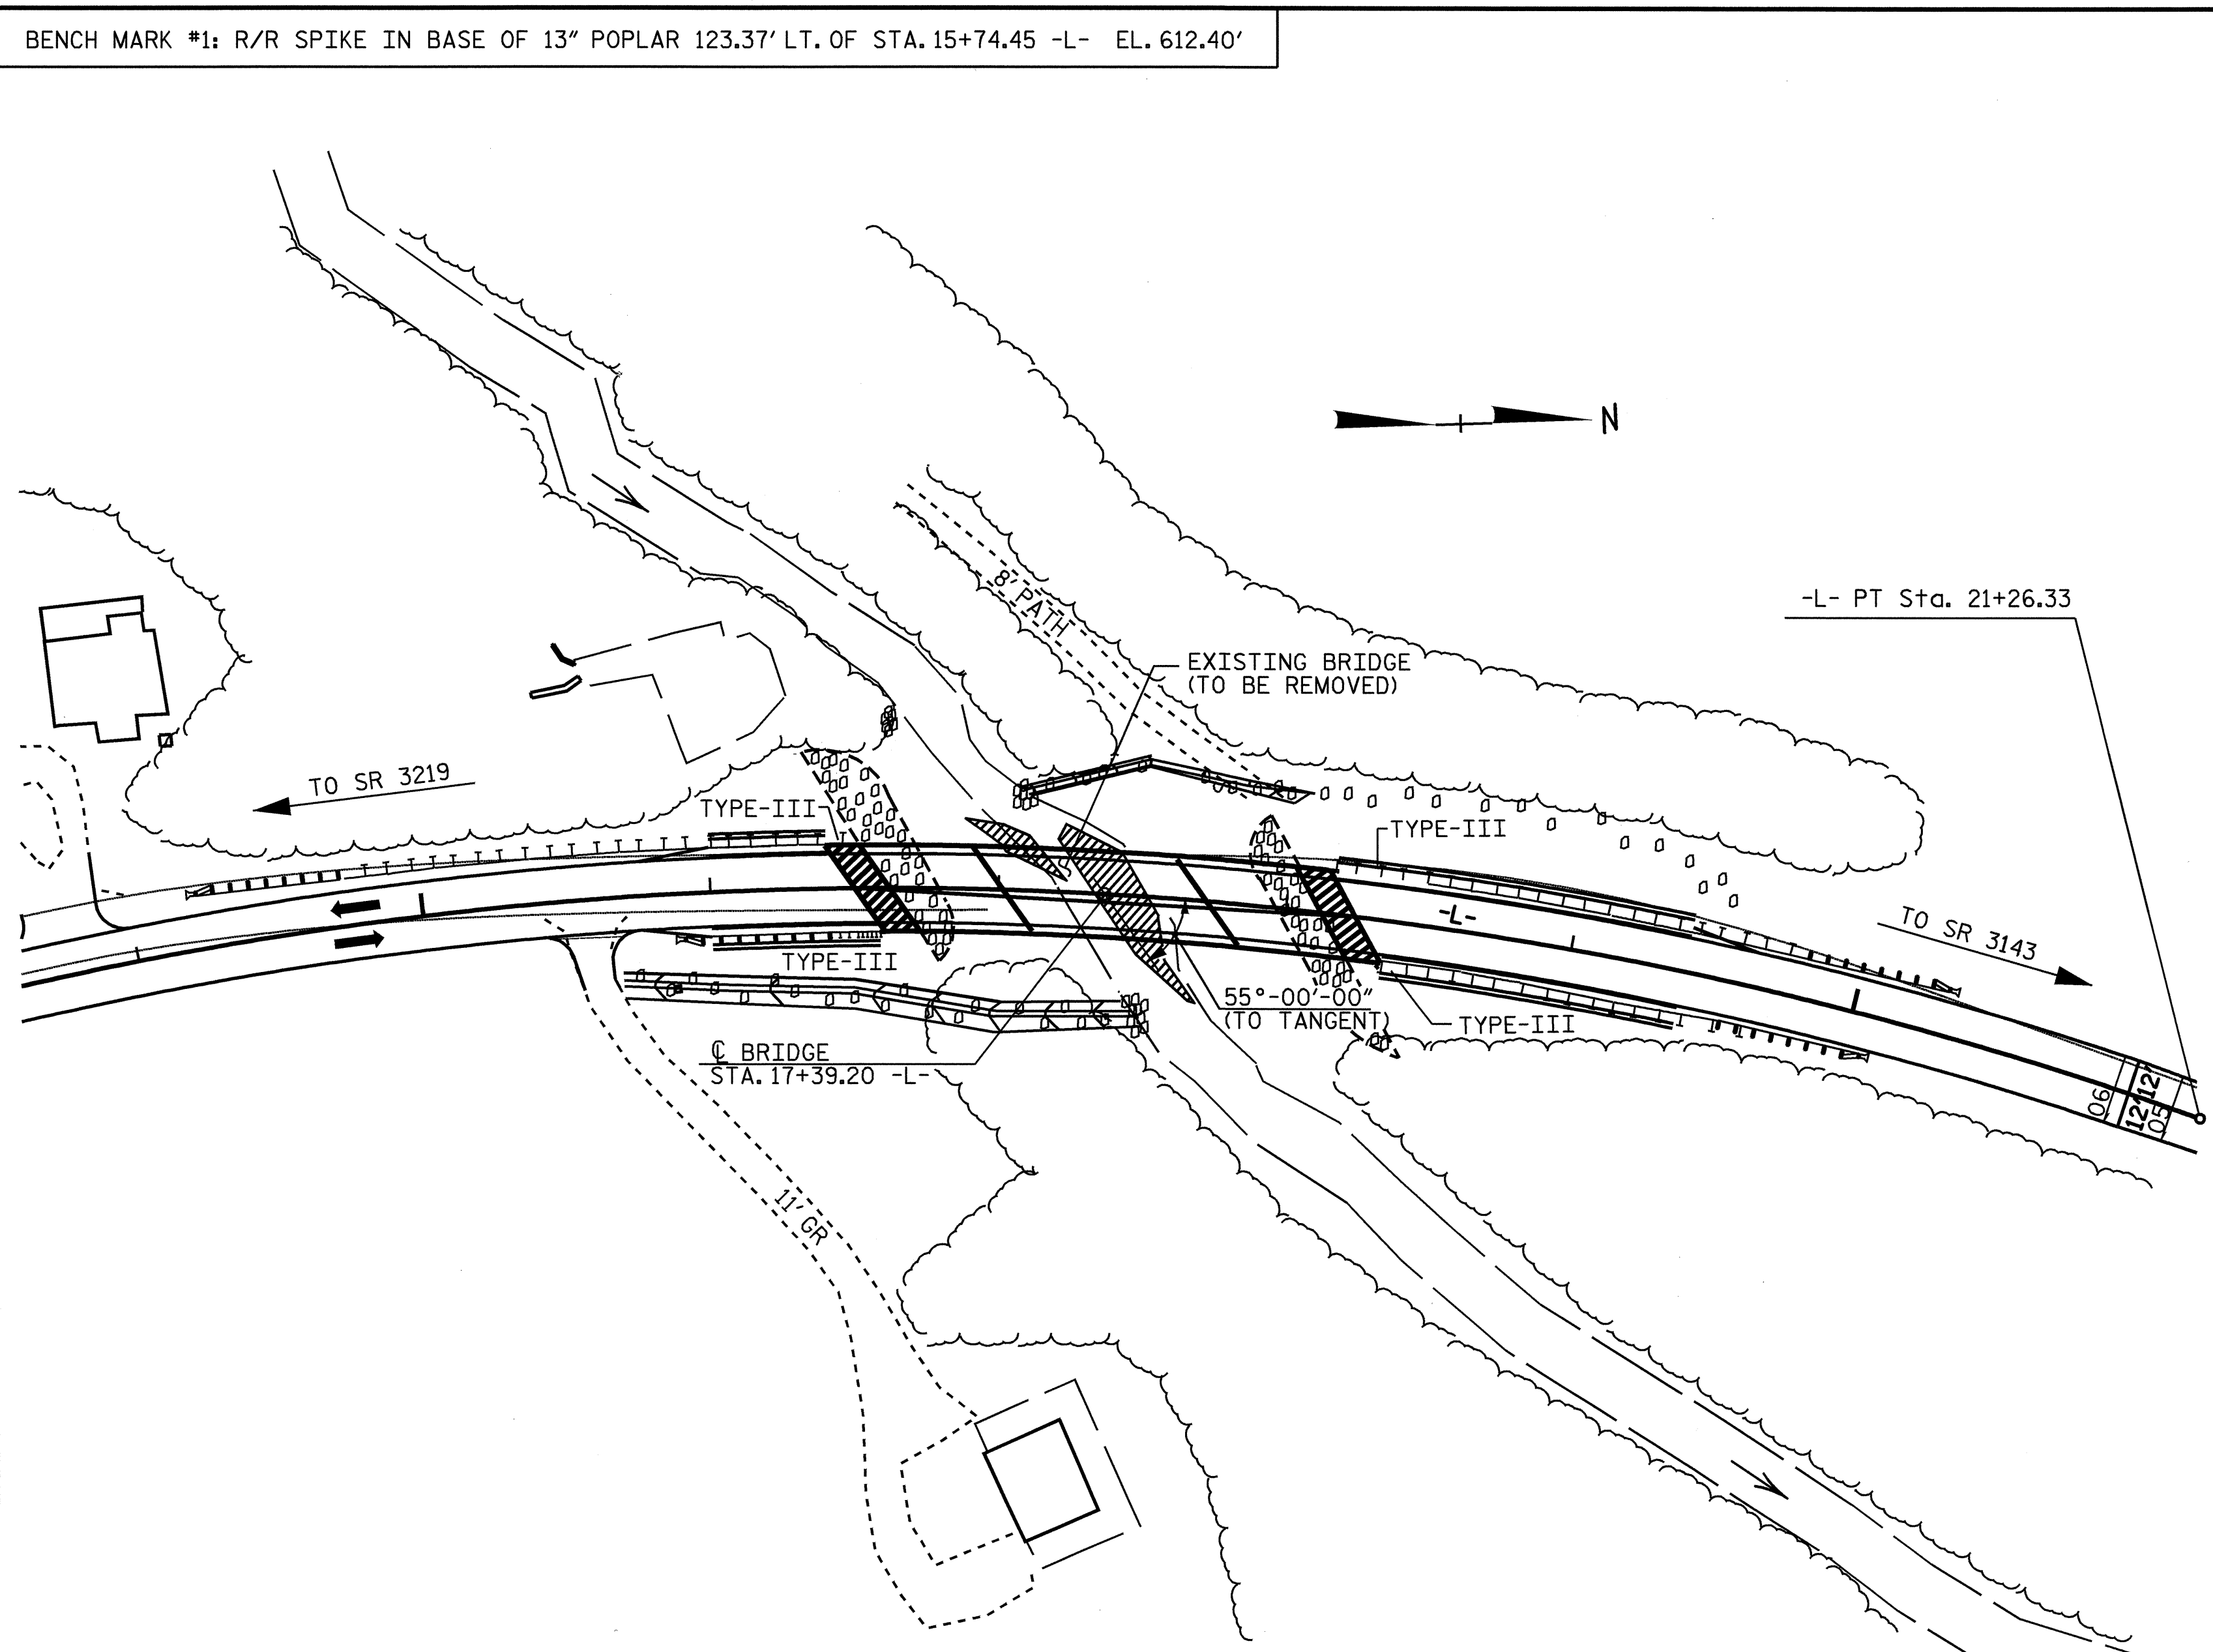 BENCH MARK #1: R/R SPIKE IN BASE OF 13" POPLAR 123.37' LT. OF STA. 15+74.45 -L- EL. 612.40'
N
8' PATH
-L- PT Sta. 21+26.33
EXISTING BRIDGE
(TO BE REMOVED)
TO SR 3219
TYPE-III
TYPE-III
-L-
TO SR 3143
TYPE-III
55°-00'-00"
(TO TANGENT)
TYPE-III
℄ BRIDGE
STA. 17+39.20 -L-
06
12'
12'
05
11' GR